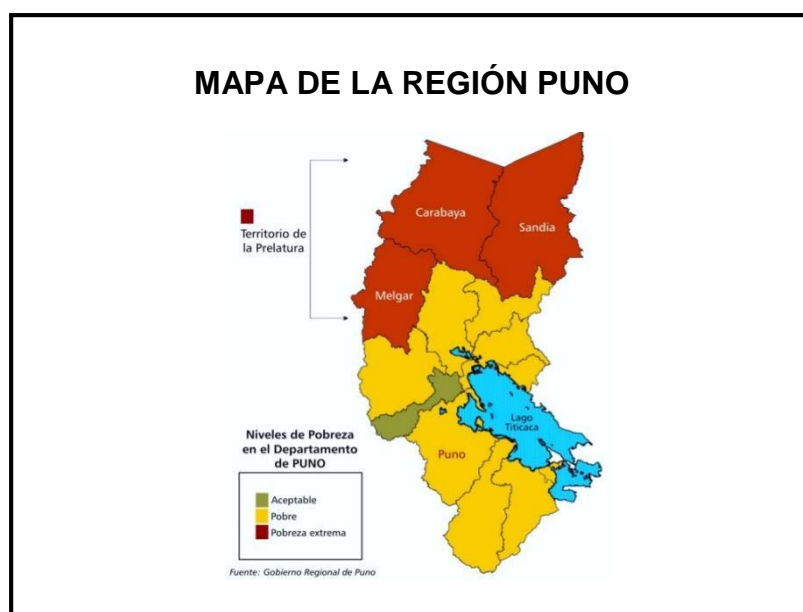 MAPA DE LA REGIÓN PUNO
Carabaya
Sandia
Territorio de
la Prelatura
Melgar
Lago
Titicaca
Puno
Niveles de Pobreza
en el Departamento
de PUNO
Aceptable
Pobre
Pobreza extrema
Fuente: Gobierno Regional de Puno